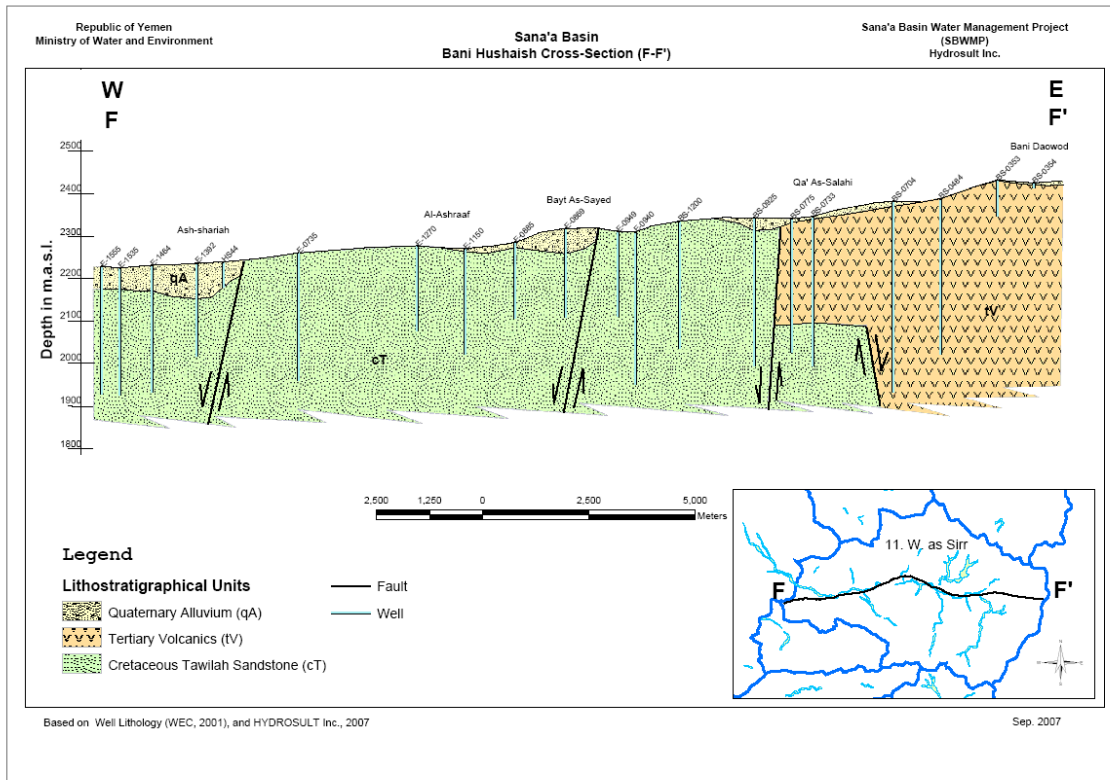 Republic of Yemen
Ministry of Water and Environment
Sana'a Basin
Bani Hushaish Cross-Section (F-F')
Sana'a Basin Water Management Project
(SBWMP)
Hydrosult Inc.
W
F
E
F'
Depth in m.a.s.l.
2500
2400
2300
2200
2100
2000
1900
1800
Ash-shariah
Al-Ashraaf
Bayt As-Sayed
Qa' As-Salahi
Bani Daowod
E-1555
E-1535
E-1464
E-1392
HS44
E-0735
E-1270
E-1150
E-0885
E-0869
E-0949
E-0940
BS-1200
BS-0925
BS-0775
BS-0733
BS-0704
BS-0484
BS-0353
BS-0354
qA
cT
tV
2,500 1,250 0 2,500 5,000
Meters
Legend
Lithostratigraphical Units
Quaternary Alluvium (qA)
Tertiary Volcanics (tV)
Cretaceous Tawilah Sandstone (cT)
Fault
Well
11. W. as Sirr
F
F'
Based on Well Lithology (WEC, 2001), and HYDROSULT Inc., 2007
Sep. 2007